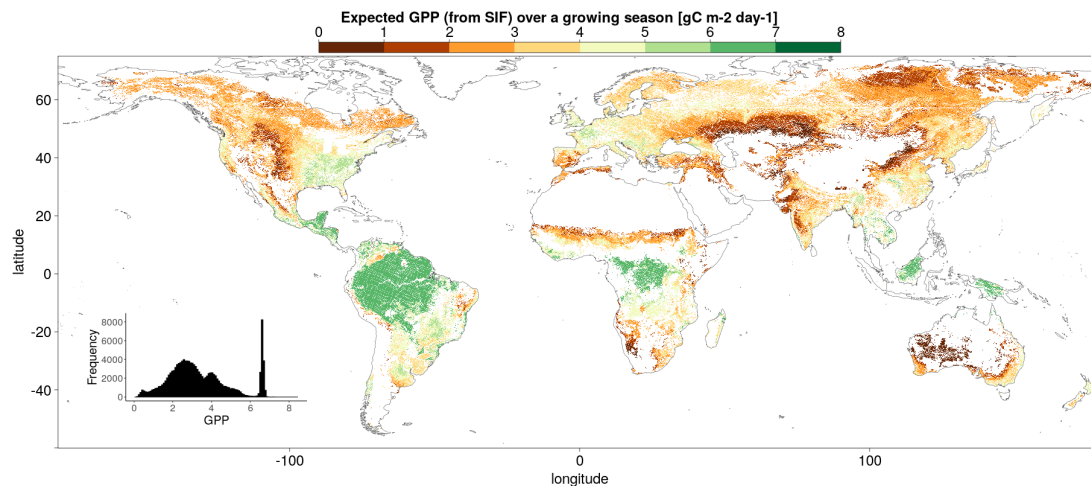 Expected GPP (from SIF) over a growing season [gC m-2 day-1]
0 1 2 3 4 5 6 7 8
60
40
20
0
-20
-40
latitude
8000
6000
4000
2000
0
Frequency
0 2 4 6 8
GPP
-100 0 100
longitude